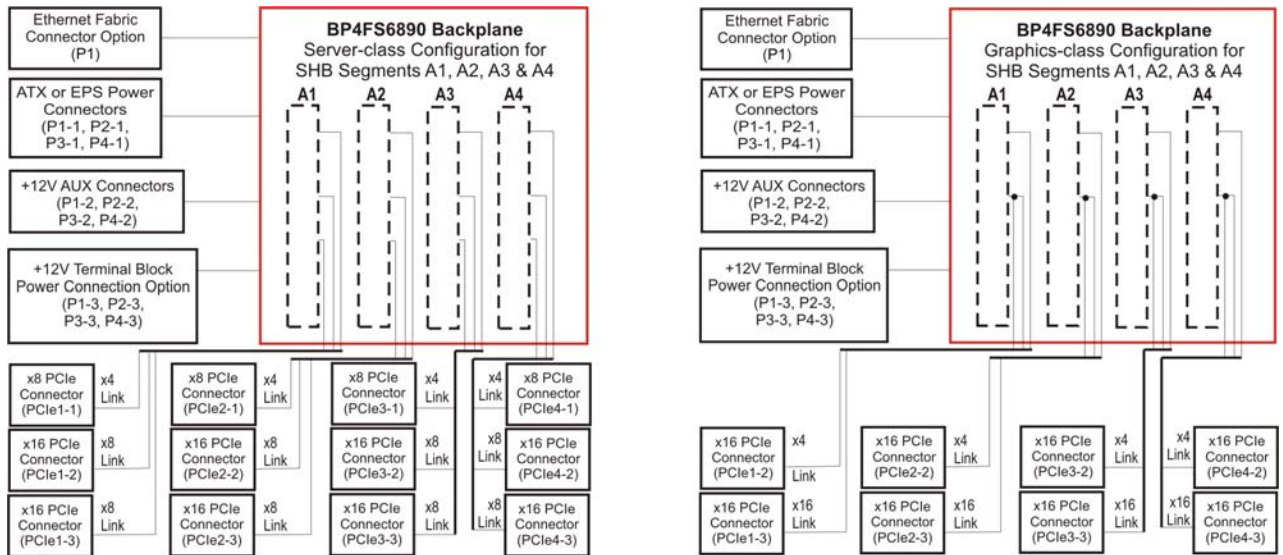 Ethernet Fabric
Connector Option
(P1)
ATX or EPS Power
Connectors
(P1-1, P2-1,
P3-1, P4-1)
+12V AUX Connectors
(P1-2, P2-2,
P3-2, P4-2)
+12V Terminal Block
Power Connection Option
(P1-3, P2-3,
P3-3, P4-3)
BP4FS6890 Backplane
Server-class Configuration for
SHB Segments A1, A2, A3 & A4
A1 A2 A3 A4
x8 PCIe
Connector
(PCIe1-1)
x4
Link
x8 PCIe
Connector
(PCIe2-1)
x4
Link
x8 PCIe
Connector
(PCIe3-1)
x4
Link
x4
Link
x8 PCIe
Connector
(PCIe4-1)
x16 PCIe
Connector
(PCIe1-2)
x8
Link
x16 PCIe
Connector
(PCIe2-2)
x8
Link
x16 PCIe
Connector
(PCIe3-2)
x8
Link
x8
Link
x16 PCIe
Connector
(PCIe4-2)
x16 PCIe
Connector
(PCIe1-3)
x8
Link
x16 PCIe
Connector
(PCIe2-3)
x8
Link
x16 PCIe
Connector
(PCIe3-3)
x8
Link
x8
Link
x16 PCIe
Connector
(PCIe4-3)
Ethernet Fabric
Connector Option
(P1)
ATX or EPS Power
Connectors
(P1-1, P2-1,
P3-1, P4-1)
+12V AUX Connectors
(P1-2, P2-2,
P3-2, P4-2)
+12V Terminal Block
Power Connection Option
(P1-3, P2-3,
P3-3, P4-3)
BP4FS6890 Backplane
Graphics-class Configuration for
SHB Segments A1, A2, A3 & A4
A1 A2 A3 A4
x16 PCIe
Connector
(PCIe1-2)
x4
Link
x16 PCIe
Connector
(PCIe2-2)
x4
Link
x16 PCIe
Connector
(PCIe3-2)
x4
Link
x4
Link
x16 PCIe
Connector
(PCIe4-2)
x16 PCIe
Connector
(PCIe1-3)
x16
Link
x16 PCIe
Connector
(PCIe2-3)
x16
Link
x16 PCIe
Connector
(PCIe3-3)
x16
Link
x16
Link
x16 PCIe
Connector
(PCIe4-3)